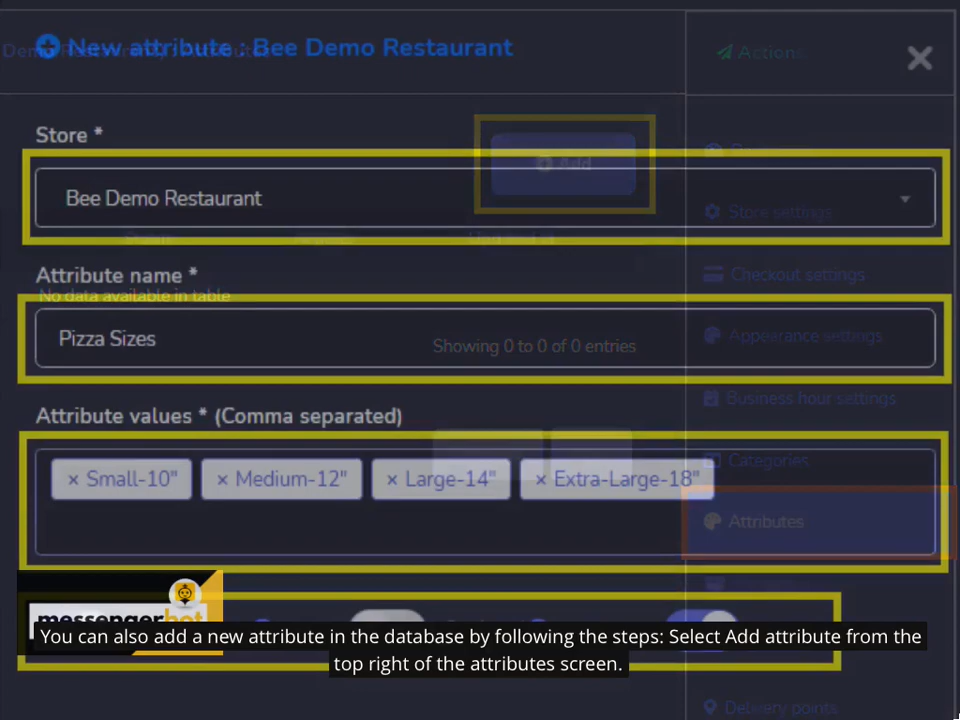 New attribute : Bee Demo Restaurant
Actions
Store *
Add
Bee Demo Restaurant
Store settings
Attribute name *
Checkout settings
No data available in table
Pizza Sizes
Showing 0 to 0 of 0 entries
Appearance settings
Attribute values * (Comma separated)
Business hour settings
Categories
× Small-10" × Medium-12" × Large-14" × Extra-Large-18"
Attributes
messengerbot
You can also add a new attribute in the database by following the steps: Select Add attribute from the
top right of the attributes screen.
Delivery points